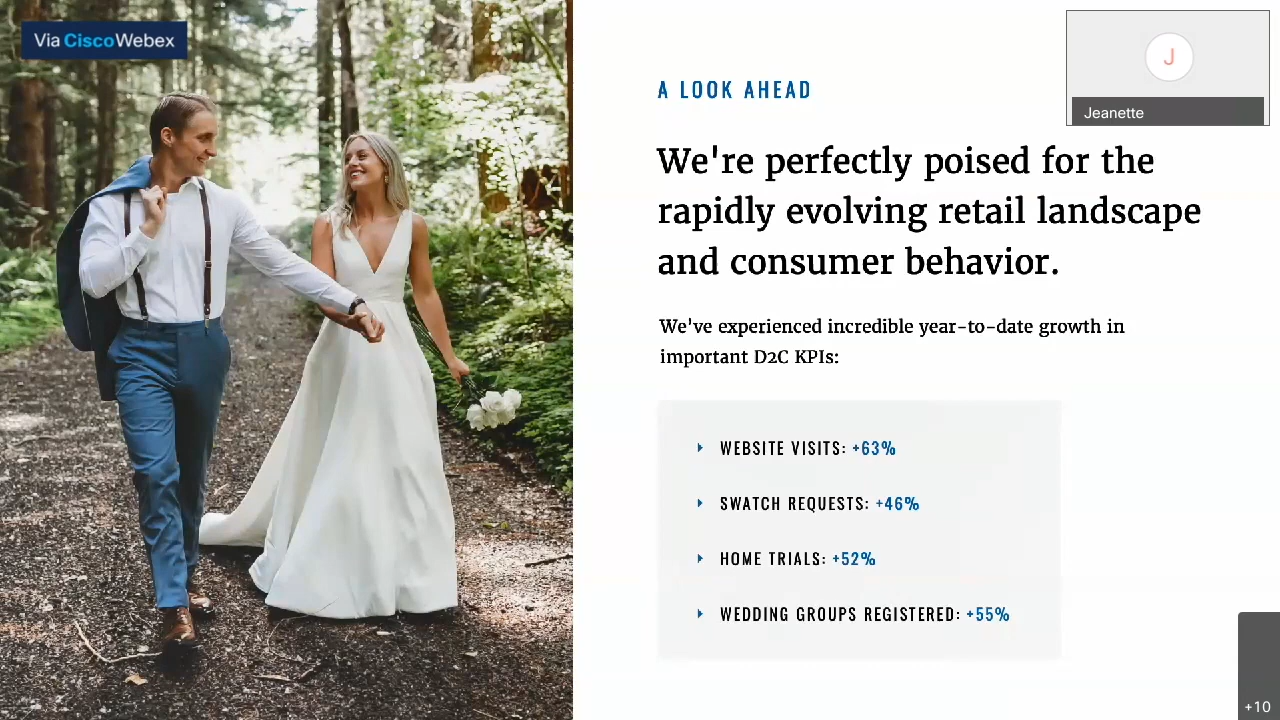 Via Cisco Webex
J
Jeanette
A LOOK AHEAD
We're perfectly poised for the
rapidly evolving retail landscape
and consumer behavior.
We've experienced incredible year-to-date growth in
important D2C KPIs:
WEBSITE VISITS: +63%
SWATCH REQUESTS: +46%
HOME TRIALS: +52%
WEDDING GROUPS REGISTERED: +55%
+10